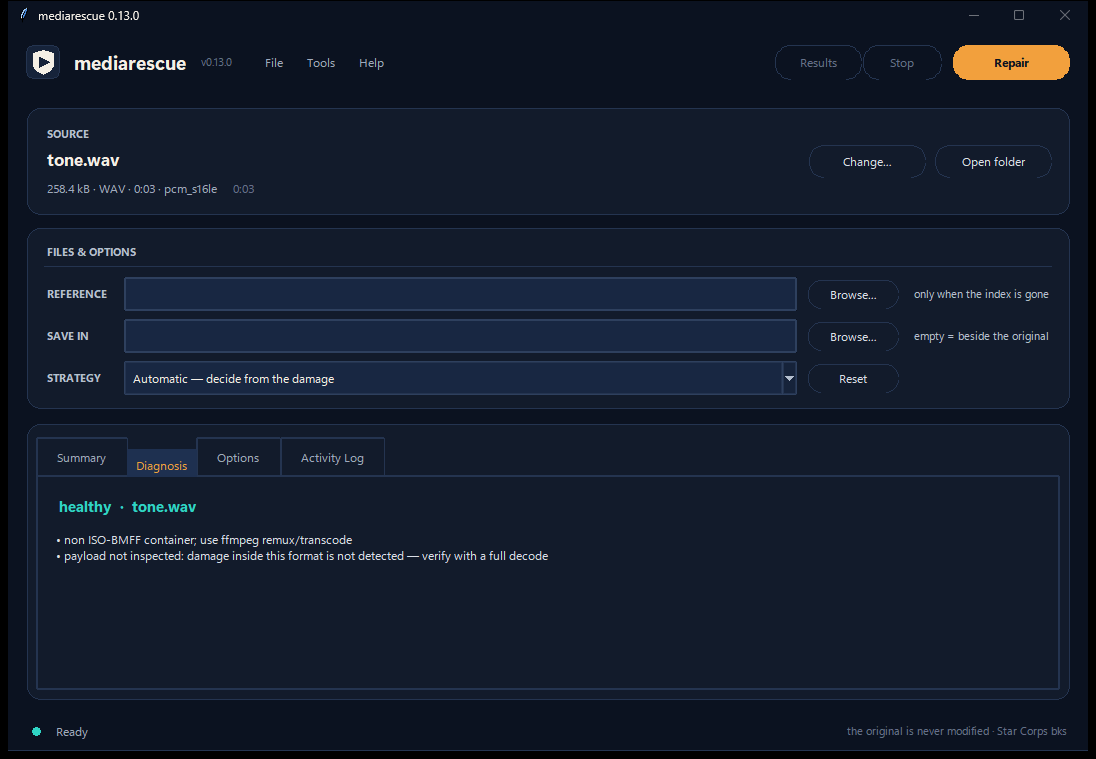 mediarescue 0.13.0
mediarescue v0.13.0 File Tools Help Results Stop Repair
SOURCE
tone.wav
Change... Open folder
258.4 kB · WAV · 0:03 · pcm_s16le 0:03
FILES & OPTIONS
REFERENCE Browse... only when the index is gone
SAVE IN Browse... empty = beside the original
STRATEGY Automatic — decide from the damage Reset
Summary Diagnosis Options Activity Log
healthy · tone.wav
• non ISO-BMFF container; use ffmpeg remux/transcode
• payload not inspected: damage inside this format is not detected — verify with a full decode
Ready the original is never modified · Star Corps bks